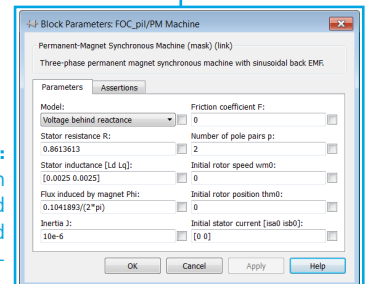 Block Parameters: FOC_pil/PM Machine
Permanent-Magnet Synchronous Machine (mask) (link)
Three-phase permanent magnet synchronous machine with sinusoidal back EMF.
Parameters
Assertions
Model:
Voltage behind reactance
Stator resistance R:
0.8613613
Stator inductance [Ld Lq]:
[0.0025 0.0025]
Flux induced by magnet Phi:
0.1041893/(2*pi)
Inertia J:
10e-6
Friction coefficient F:
0
Number of pole pairs p:
2
Initial rotor speed wm0:
0
Initial rotor position thm0:
0
Initial stator current [isa0 isb0]:
[0 0]
OK
Cancel
Apply
Help